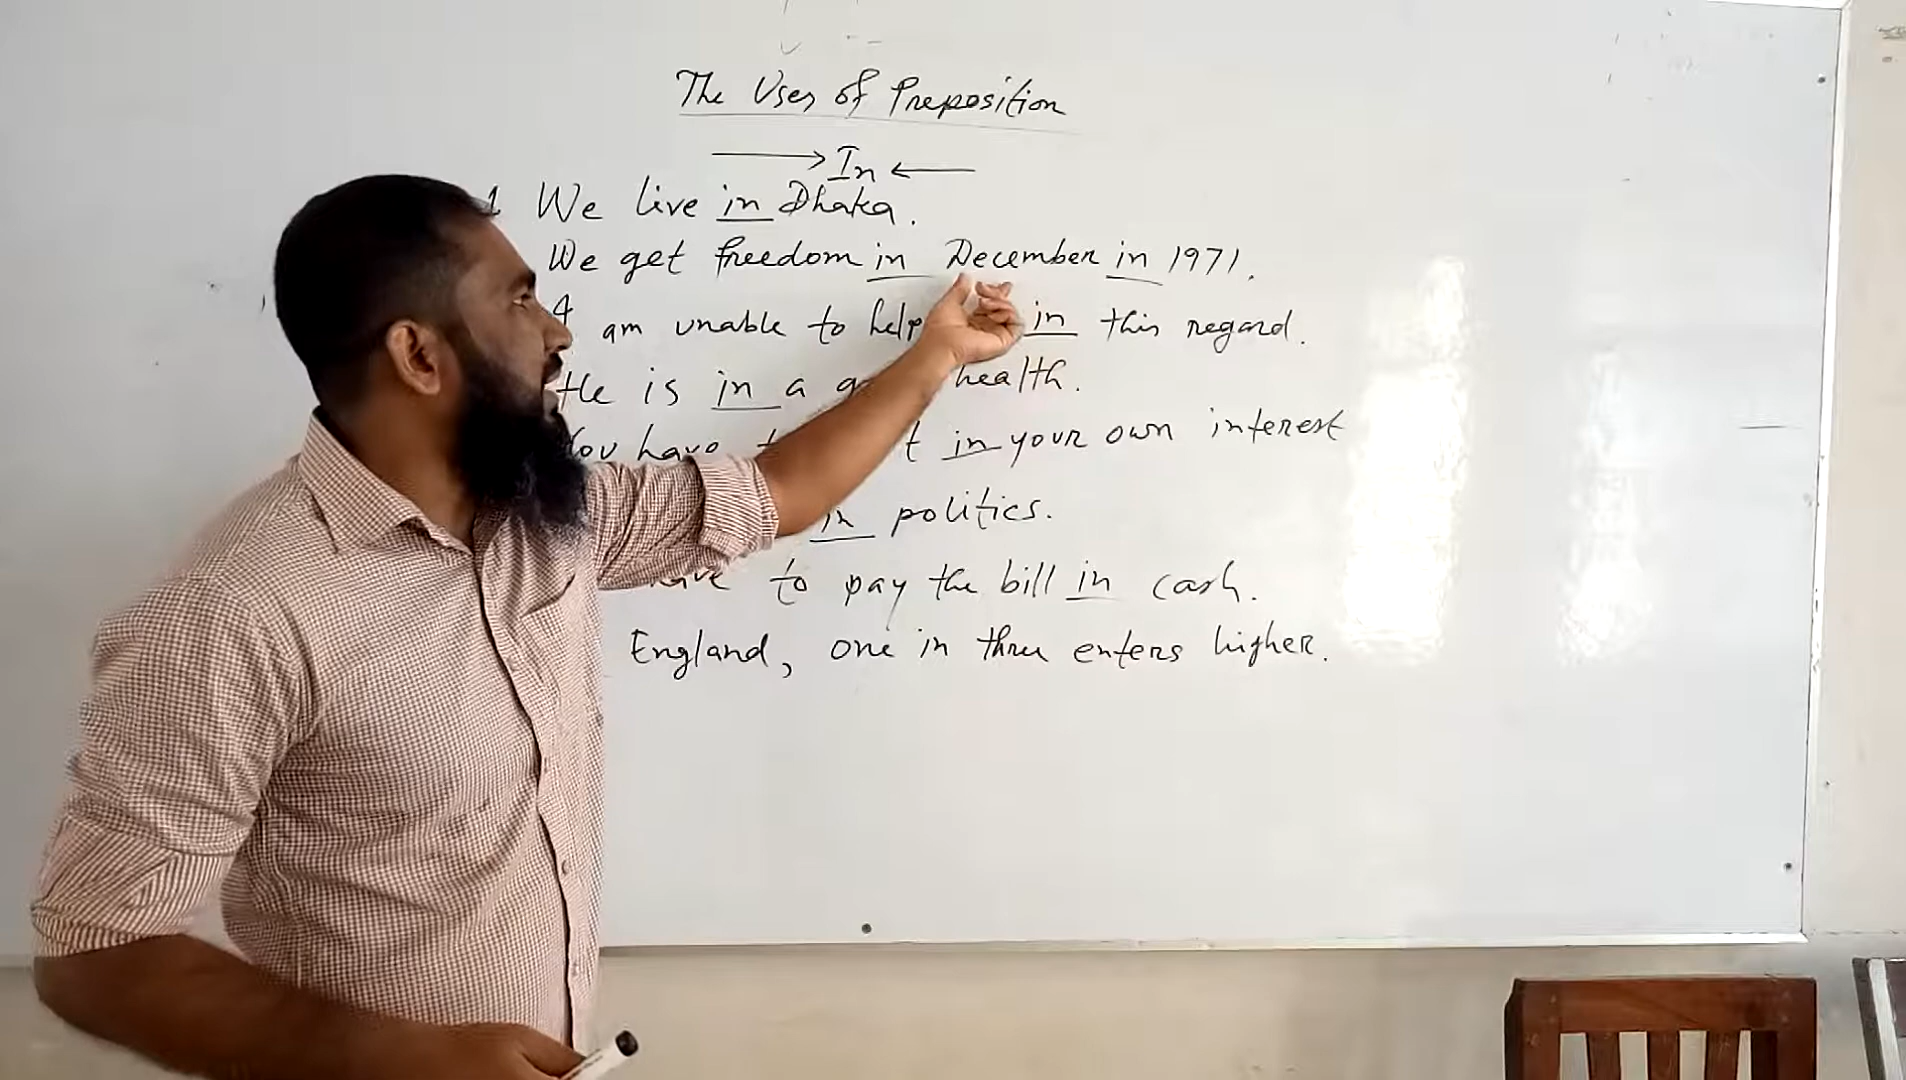 The Uses of Preposition
In
1 We live in Dhaka.
We get freedom in December in 1971.
am unable to help in this regard.
He is in a health.
You have in your own interest
in politics.
have to pay the bill in cash.
England, one in three enters higher.